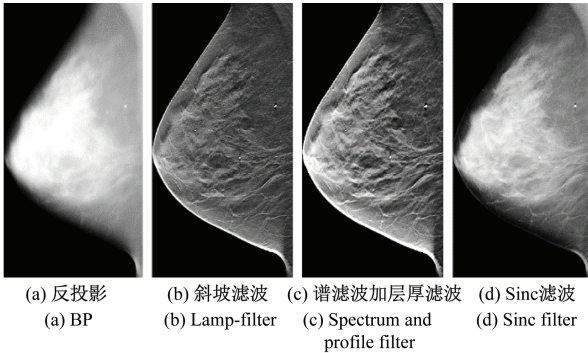 (a) 反投影
(b) 斜坡滤波
(c) 谱滤波加层厚滤波
(d) Sinc滤波
(a) BP
(b) Lamp-filter
(c) Spectrum and
profile filter
(d) Sinc filter